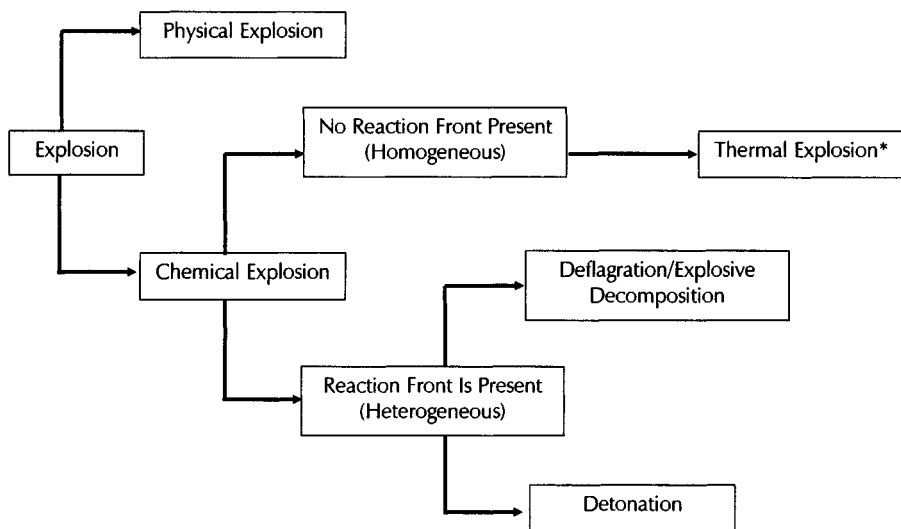 Physical Explosion
Explosion
No Reaction Front Present
(Homogeneous)
Thermal Explosion*
Chemical Explosion
Deflagration/Explosive
Decomposition
Reaction Front Is Present
(Heterogeneous)
Detonation